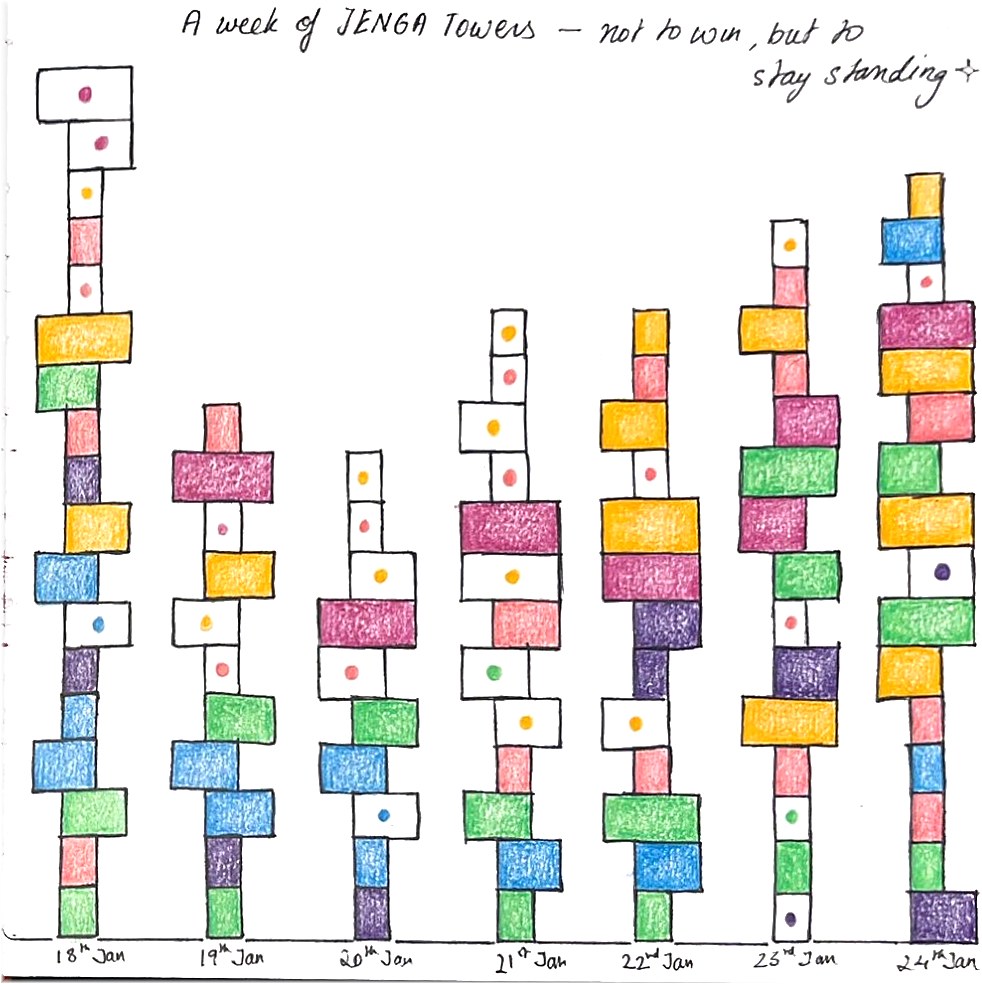 A week of JENGA Towers – not to win, but to
stay standing
18th Jan 19th Jan 20th Jan 21st Jan 22nd Jan 23rd Jan 24th Jan